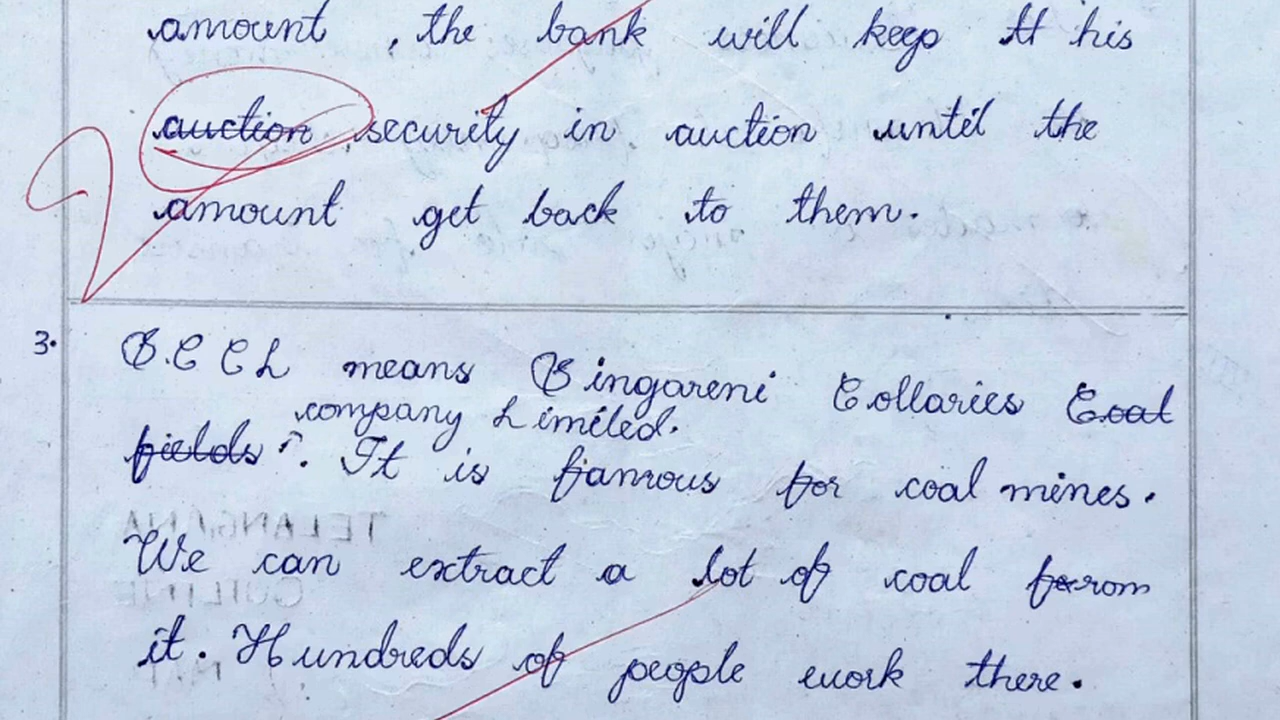 amount , the bank will keep his
auction security in auction until the
amount get back to them.
3. S.C C L means Singareni Collaries Coal
company Limited.
fields . It is famous for coal mines.
We can extract a lot of coal from
it. Hundreds of people work there.